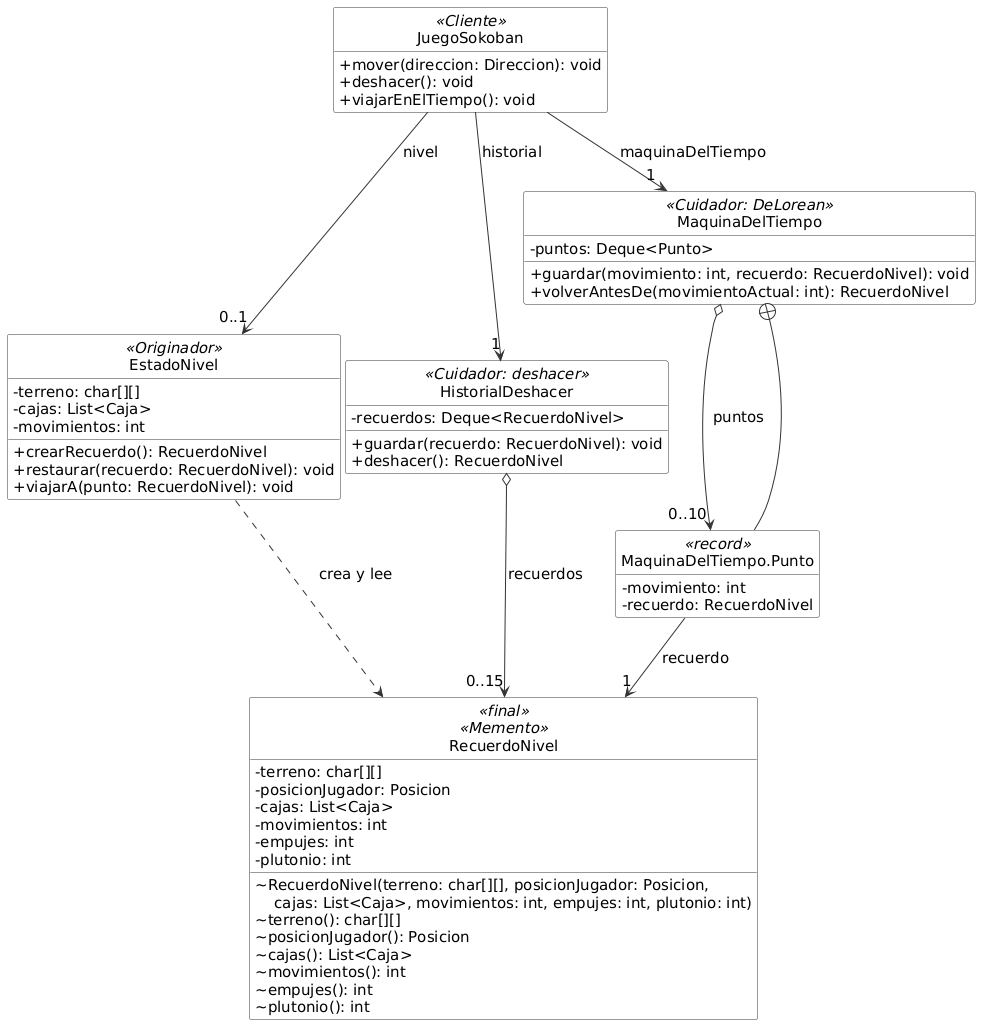 «Cliente»
JuegoSokoban
+mover(direccion: Direccion): void
+deshacer(): void
+viajarEnElTiempo(): void
nivel
historial
maquinaDelTiempo
1
«Cuidador: DeLorean»
MaquinaDelTiempo
-puntos: Deque<Punto>
+guardar(movimiento: int, recuerdo: RecuerdoNivel): void
+volverAntesDe(movimientoActual: int): RecuerdoNivel
0..1
1
«Originador»
EstadoNivel
-terreno: char[][]
-cajas: List<Caja>
-movimientos: int
+crearRecuerdo(): RecuerdoNivel
+restaurar(recuerdo: RecuerdoNivel): void
+viajarA(punto: RecuerdoNivel): void
«Cuidador: deshacer»
HistorialDeshacer
-recuerdos: Deque<RecuerdoNivel>
+guardar(recuerdo: RecuerdoNivel): void
+deshacer(): RecuerdoNivel
puntos
0..10
«record»
MaquinaDelTiempo.Punto
-movimiento: int
-recuerdo: RecuerdoNivel
crea y lee
recuerdos
recuerdo
0..15
1
«final»
«Memento»
RecuerdoNivel
-terreno: char[][]
-posicionJugador: Posicion
-cajas: List<Caja>
-movimientos: int
-empujes: int
-plutonio: int
~RecuerdoNivel(terreno: char[][], posicionJugador: Posicion,
cajas: List<Caja>, movimientos: int, empujes: int, plutonio: int)
~terreno(): char[][]
~posicionJugador(): Posicion
~cajas(): List<Caja>
~movimientos(): int
~empujes(): int
~plutonio(): int